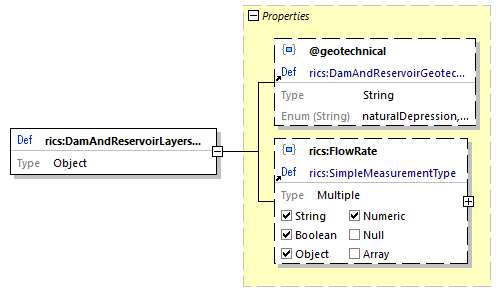 Properties
@geotechnical
Def rics:DamAndReservoirGeotec...
Type String
Enum (String) naturalDepression,...
Def rics:DamAndReservoirLayers...
Type Object
rics:FlowRate
Def rics:SimpleMeasurementType
Type Multiple
String Numeric
Boolean Null
Object Array